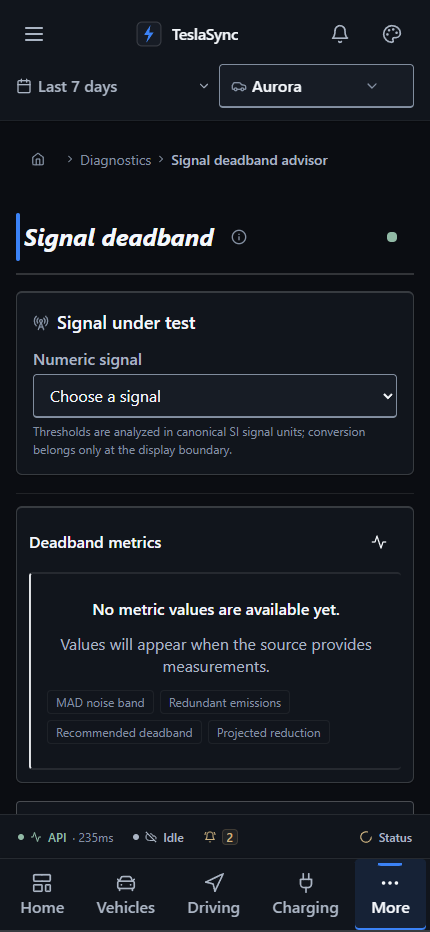 TeslaSync
Last 7 days
Aurora
Diagnostics
Signal deadband advisor
Signal deadband
Signal under test
Numeric signal
Choose a signal
Thresholds are analyzed in canonical SI signal units; conversion
belongs only at the display boundary.
Deadband metrics
No metric values are available yet.
Values will appear when the source provides
measurements.
MAD noise band
Redundant emissions
Recommended deadband
Projected reduction
API · 235ms
Idle
2
Status
Home
Vehicles
Driving
Charging
More